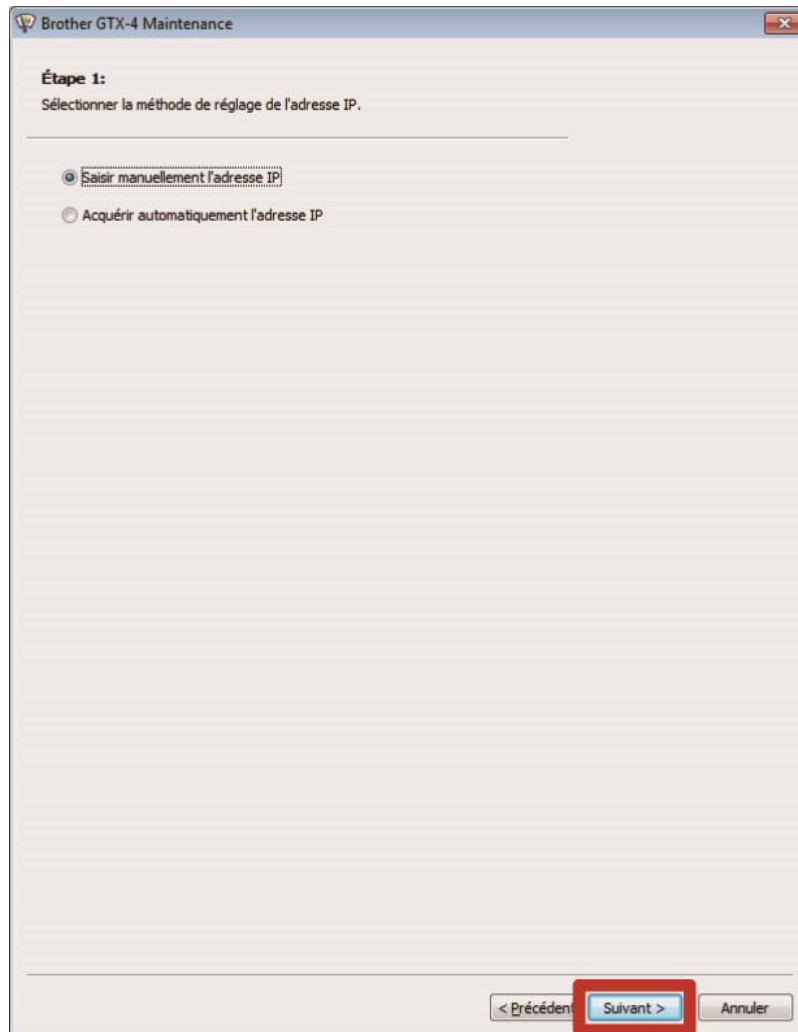 Brother GTX-4 Maintenance
Étape 1:
Sélectionner la méthode de réglage de l'adresse IP.
Saisir manuellement l'adresse IP
Acquérir automatiquement l'adresse IP
< Précéden Suivant > Annuler